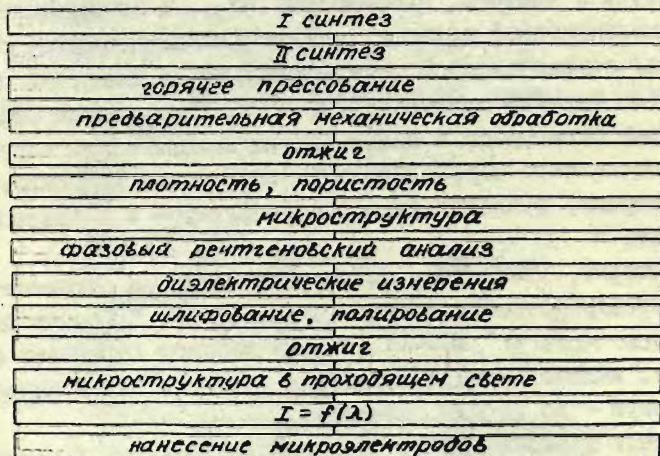 I синтез
II синтез
горячее прессование
предварительная механическая обработка
отжиг
плотность, пористость
микроструктура
фазовый рентгеновский анализ
диэлектрические измерения
шлифование, полирование
отжиг
микроструктура в проходящем свете
I = f(λ)
нанесение микроэлектродов